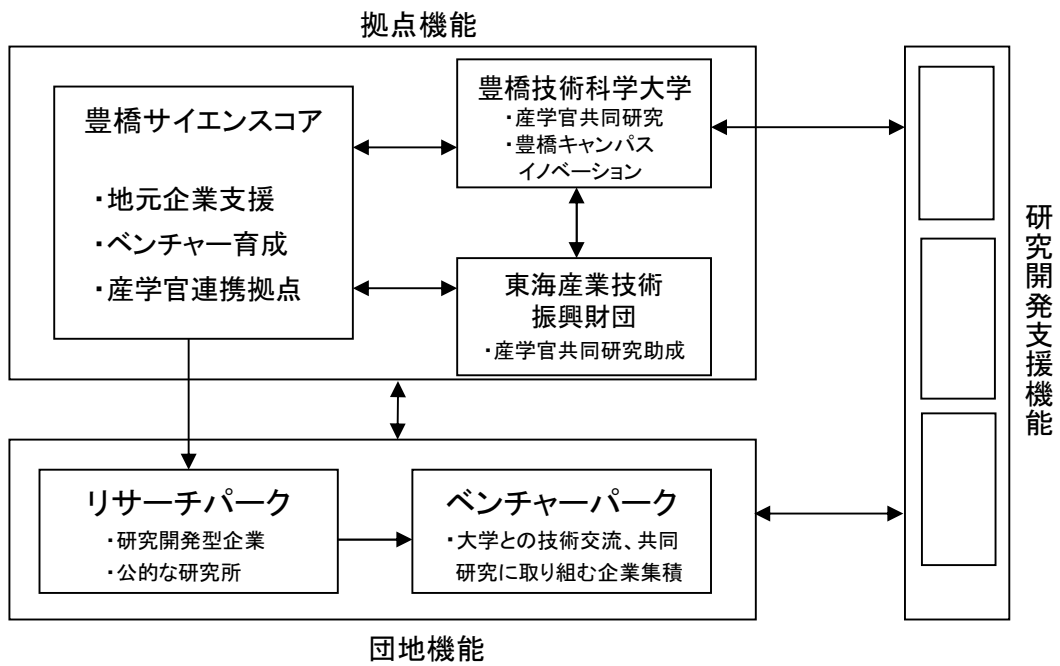 拠点機能
豊橋サイエンスコア
・地元企業支援
・ベンチャー育成
・産学官連携拠点
豊橋技術科学大学
・産学官共同研究
・豊橋キャンパス
イノベーション
東海産業技術
振興財団
・産学官共同研究助成
リサーチパーク
・研究開発型企業
・公的な研究所
ベンチャーパーク
・大学との技術交流、共同
研究に取り組む企業集積
団地機能
研究開発支援機能